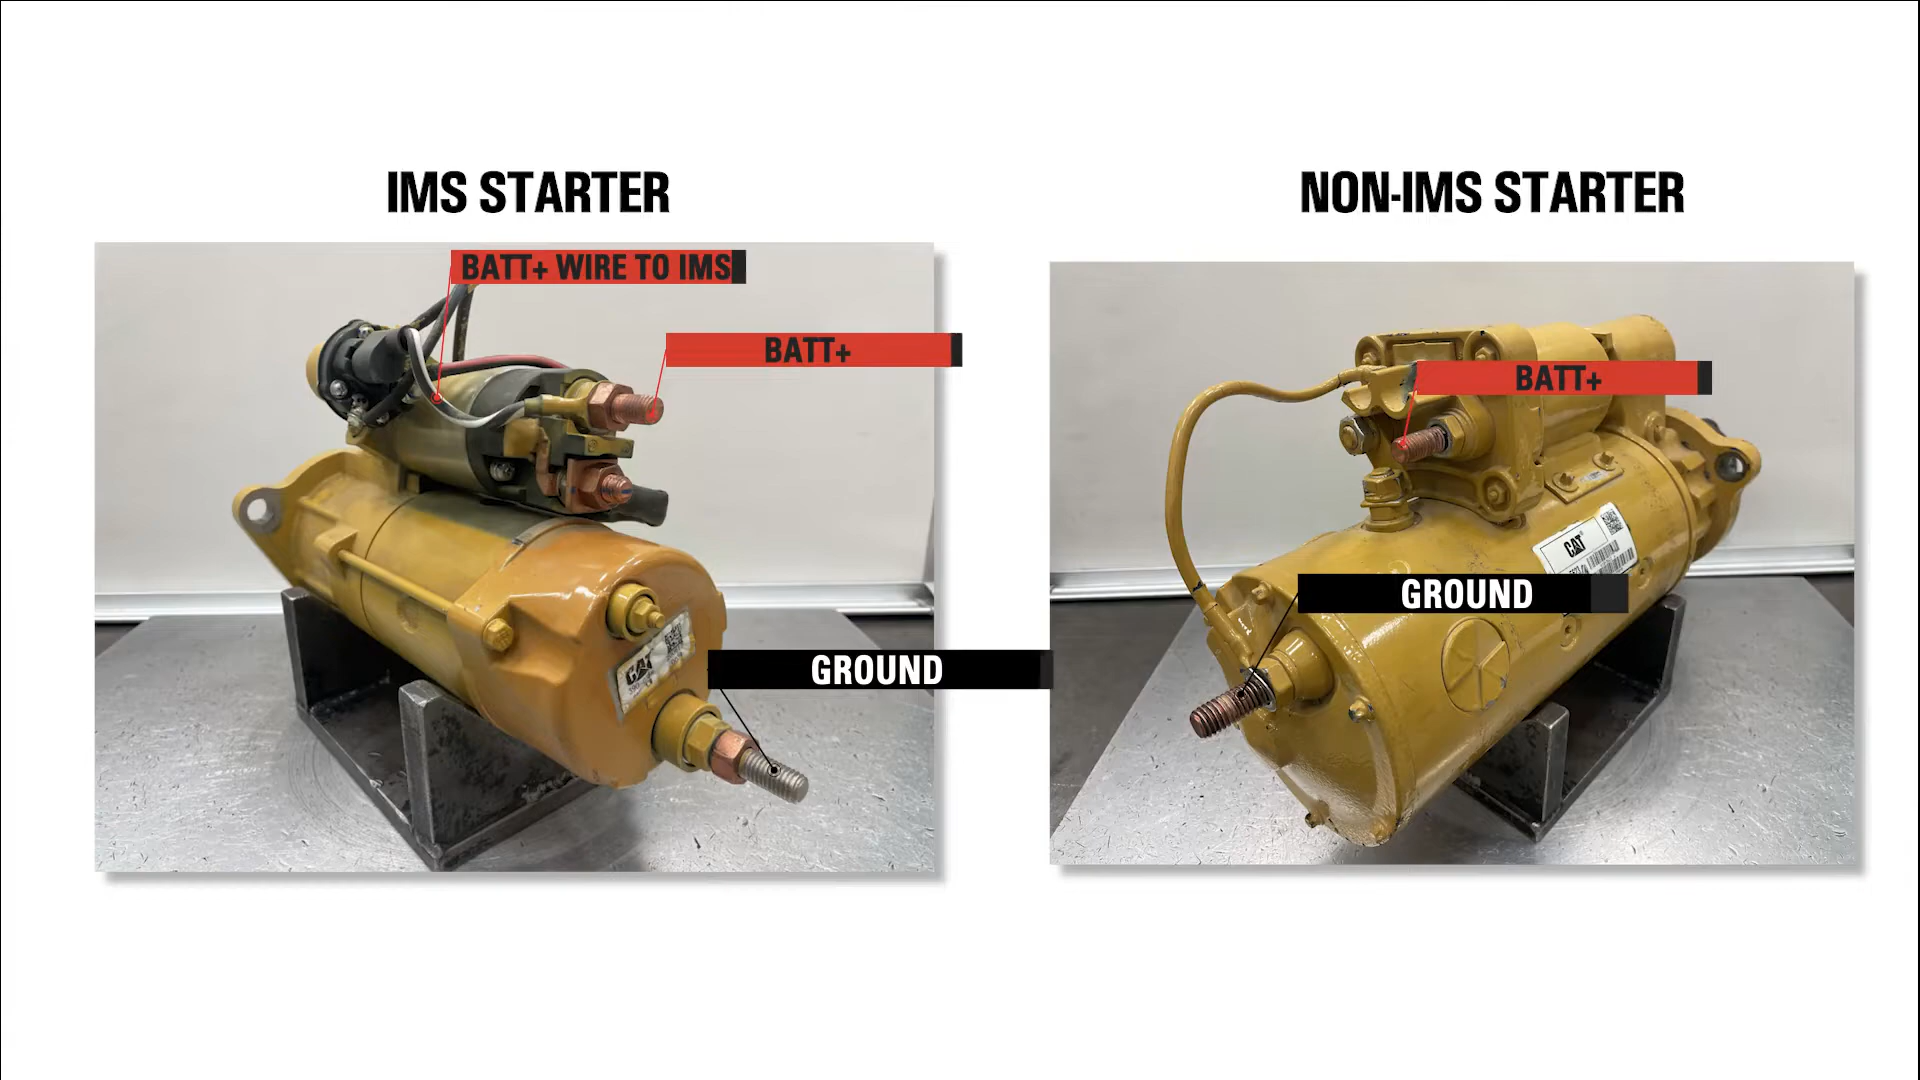 IMS STARTER
NON-IMS STARTER
BATT+ WIRE TO IMS
BATT+
BATT+
CAT
GROUND
GROUND
CAT